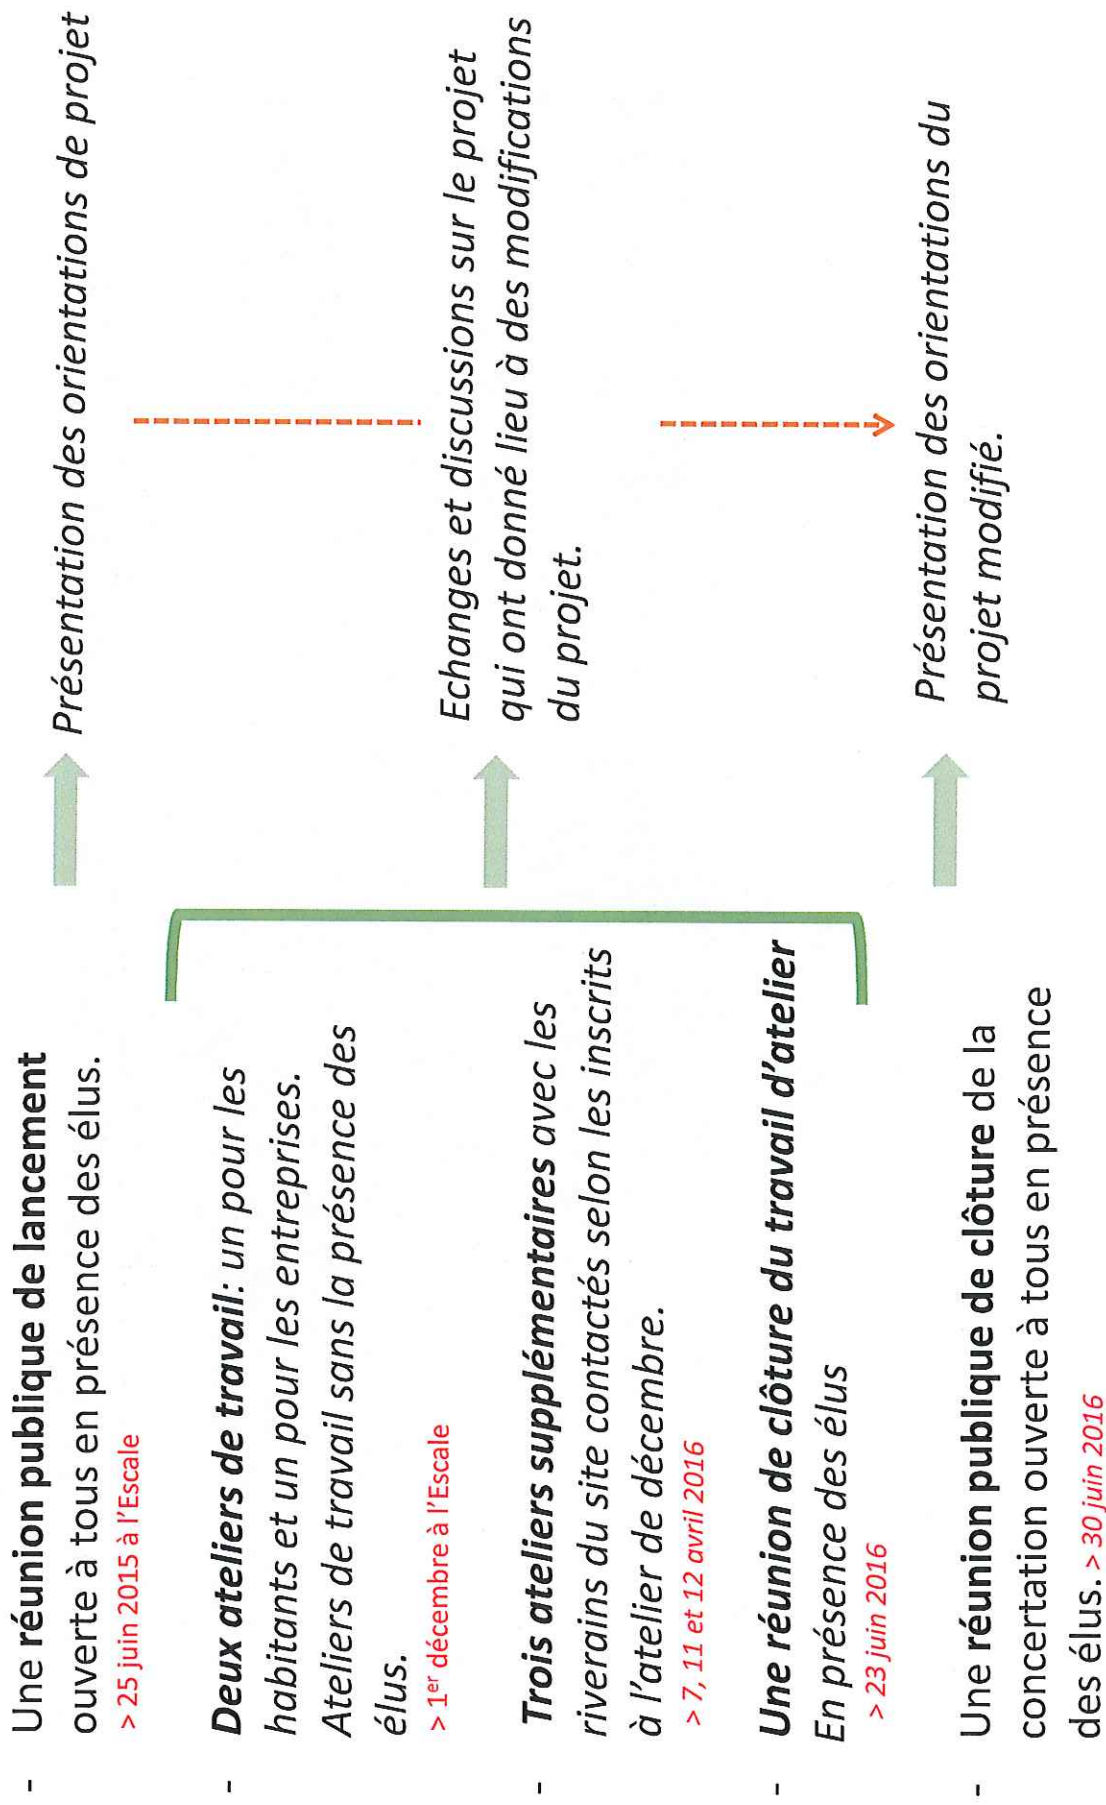 - Une réunion publique de lancement
ouverte à tous en présence des élus.
> 25 juin 2015 à l'Escale
Présentation des orientations de projet
- Deux ateliers de travail: un pour les
habitants et un pour les entreprises.
Ateliers de travail sans la présence des
élus.
> 1er décembre à l'Escale
- Trois ateliers supplémentaires avec les
riverains du site contactés selon les inscrits
à l'atelier de décembre.
> 7, 11 et 12 avril 2016
- Une réunion de clôture du travail d'atelier
En présence des élus
> 23 juin 2016
Echanges et discussions sur le projet
qui ont donné lieu à des modifications
du projet.
- Une réunion publique de clôture de la
concertation ouverte à tous en présence
des élus. > 30 juin 2016
Présentation des orientations du
projet modifié.